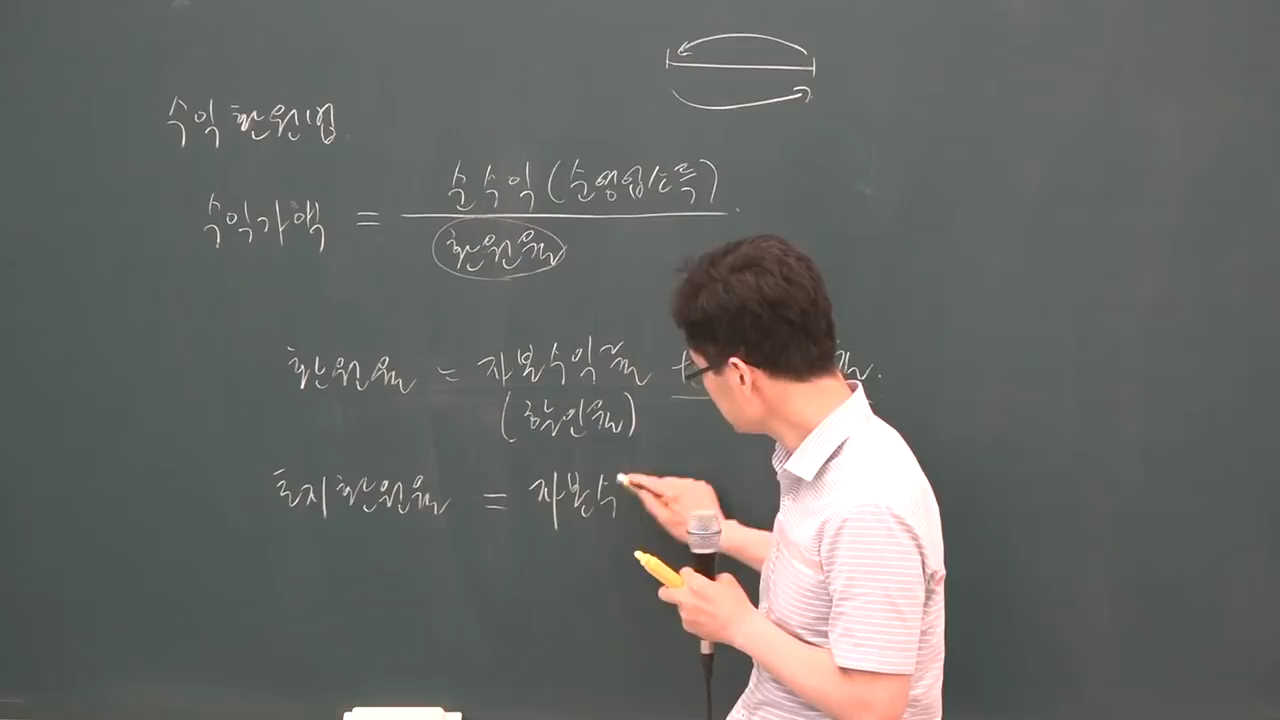 수익환원법
수익가액 = 순수익(순영업소득)
환원율
환원율 = 자본수익률 +
(할인율)
토지환원율 = 자본수